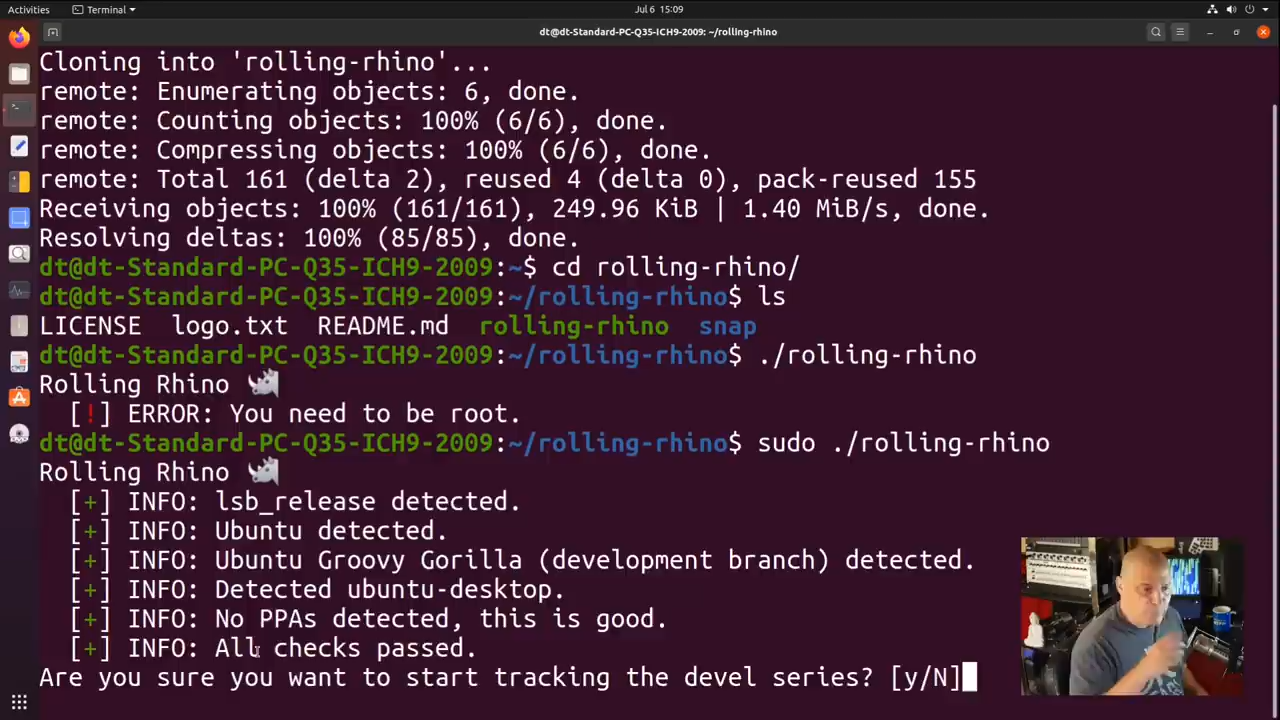 Activities
Terminal
Jul 6 15:09
dt@dt-Standard-PC-Q35-ICH9-2009: ~/rolling-rhino
Cloning into 'rolling-rhino'...
remote: Enumerating objects: 6, done.
remote: Counting objects: 100% (6/6), done.
remote: Compressing objects: 100% (6/6), done.
remote: Total 161 (delta 2), reused 4 (delta 0), pack-reused 155
Receiving objects: 100% (161/161), 249.96 KiB | 1.40 MiB/s, done.
Resolving deltas: 100% (85/85), done.
dt@dt-Standard-PC-Q35-ICH9-2009:~$ cd rolling-rhino/
dt@dt-Standard-PC-Q35-ICH9-2009:~/rolling-rhino$ ls
LICENSE logo.txt README.md rolling-rhino snap
dt@dt-Standard-PC-Q35-ICH9-2009:~/rolling-rhino$ ./rolling-rhino
Rolling Rhino 🦏
[!] ERROR: You need to be root.
dt@dt-Standard-PC-Q35-ICH9-2009:~/rolling-rhino$ sudo ./rolling-rhino
Rolling Rhino 🦏
[+] INFO: lsb_release detected.
[+] INFO: Ubuntu detected.
[+] INFO: Ubuntu Groovy Gorilla (development branch) detected.
[+] INFO: Detected ubuntu-desktop.
[+] INFO: No PPAs detected, this is good.
[+] INFO: All checks passed.
Are you sure you want to start tracking the devel series? [y/N]